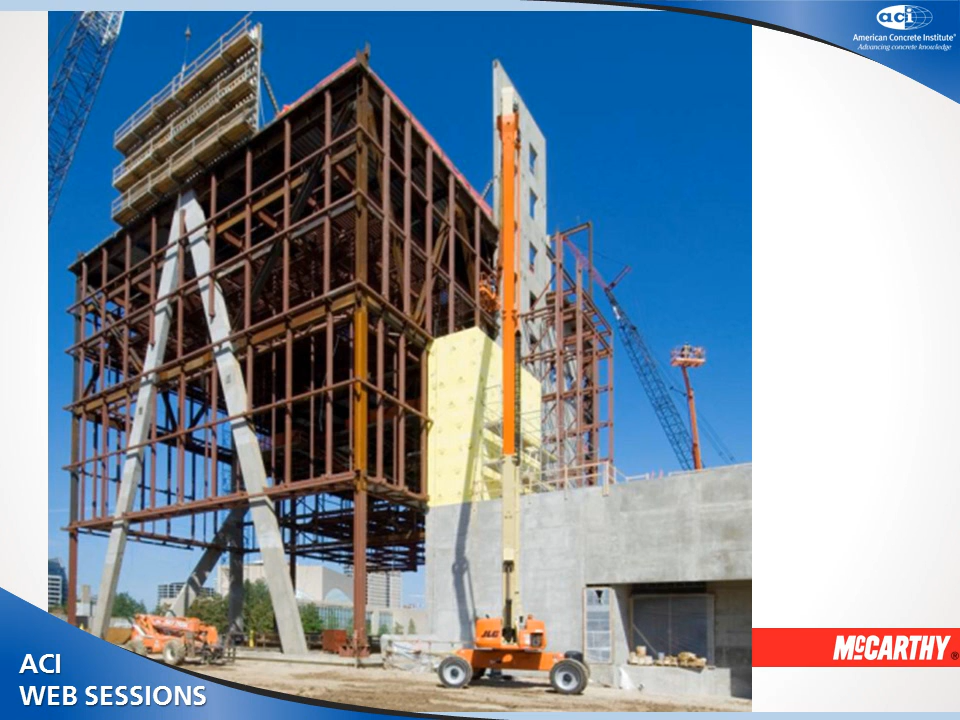 aci
American Concrete Institute®
Advancing concrete knowledge
JLG
McCARTHY®
ACI
WEB SESSIONS